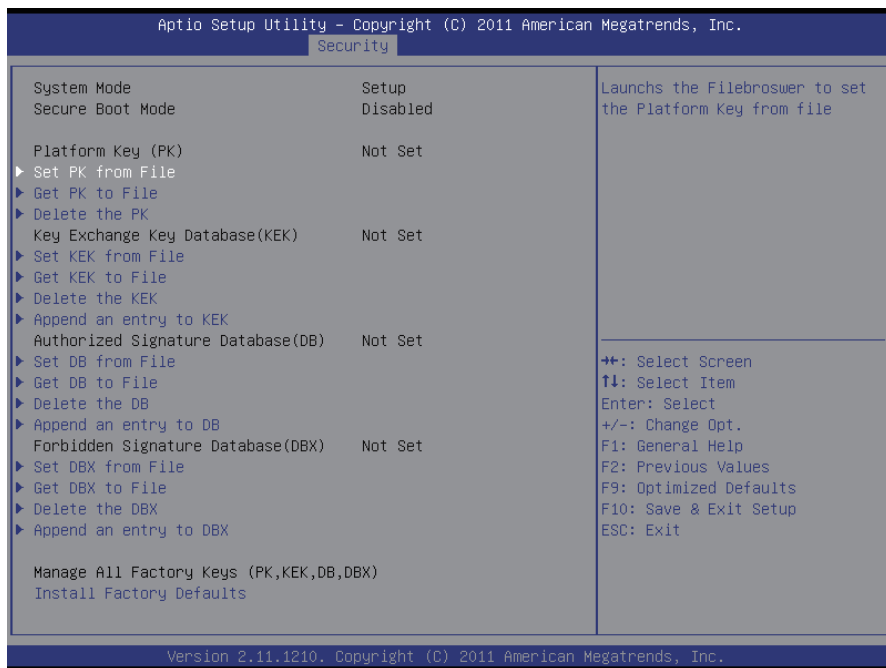 Aptio Setup Utility – Copyright (C) 2011 American Megatrends, Inc.
Security
System Mode Setup
Secure Boot Mode Disabled
Platform Key (PK) Not Set
Set PK from File
Get PK to File
Delete the PK
Key Exchange Key Database(KEK) Not Set
Set KEK from File
Get KEK to File
Delete the KEK
Append an entry to KEK
Authorized Signature Database(DB) Not Set
Set DB from File
Get DB to File
Delete the DB
Append an entry to DB
Forbidden Signature Database(DBX) Not Set
Set DBX from File
Get DBX to File
Delete the DBX
Append an entry to DBX
Manage All Factory Keys (PK,KEK,DB,DBX)
Install Factory Defaults
Launchs the Filebroswer to set
the Platform Key from file
→←: Select Screen
↑↓: Select Item
Enter: Select
+/-: Change Opt.
F1: General Help
F2: Previous Values
F9: Optimized Defaults
F10: Save & Exit Setup
ESC: Exit
Version 2.11.1210. Copyright (C) 2011 American Megatrends, Inc.